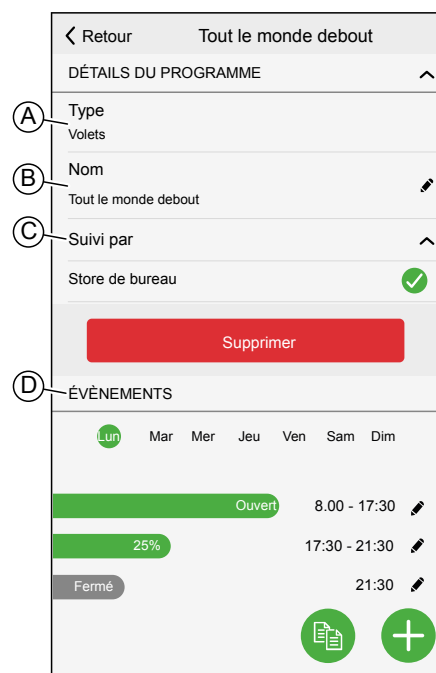 Retour
Tout le monde debout
DÉTAILS DU PROGRAMME
A
Type
Volets
B
Nom
Tout le monde debout
C
Suivi par
Store de bureau
Supprimer
D
ÉVÈNEMENTS
Lun Mar Mer Jeu Ven Sam Dim
Ouvert 8.00 - 17:30
25% 17:30 - 21:30
Fermé 21:30